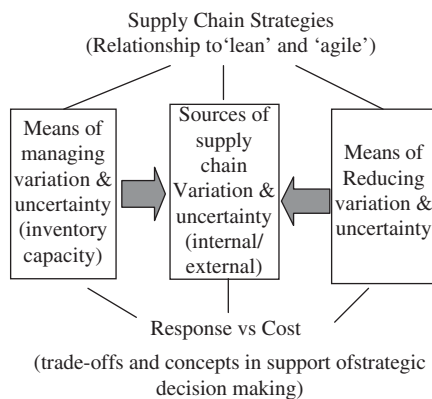 Supply Chain Strategies
(Relationship to‘lean’ and ‘agile’)
Means of
managing
variation &
uncertainty
(inventory
capacity)
Sources of
supply
chain
Variation &
uncertainty
(internal/
external)
Means of
Reducing
variation &
uncertainty
Response vs Cost
(trade-offs and concepts in support ofstrategic
decision making)